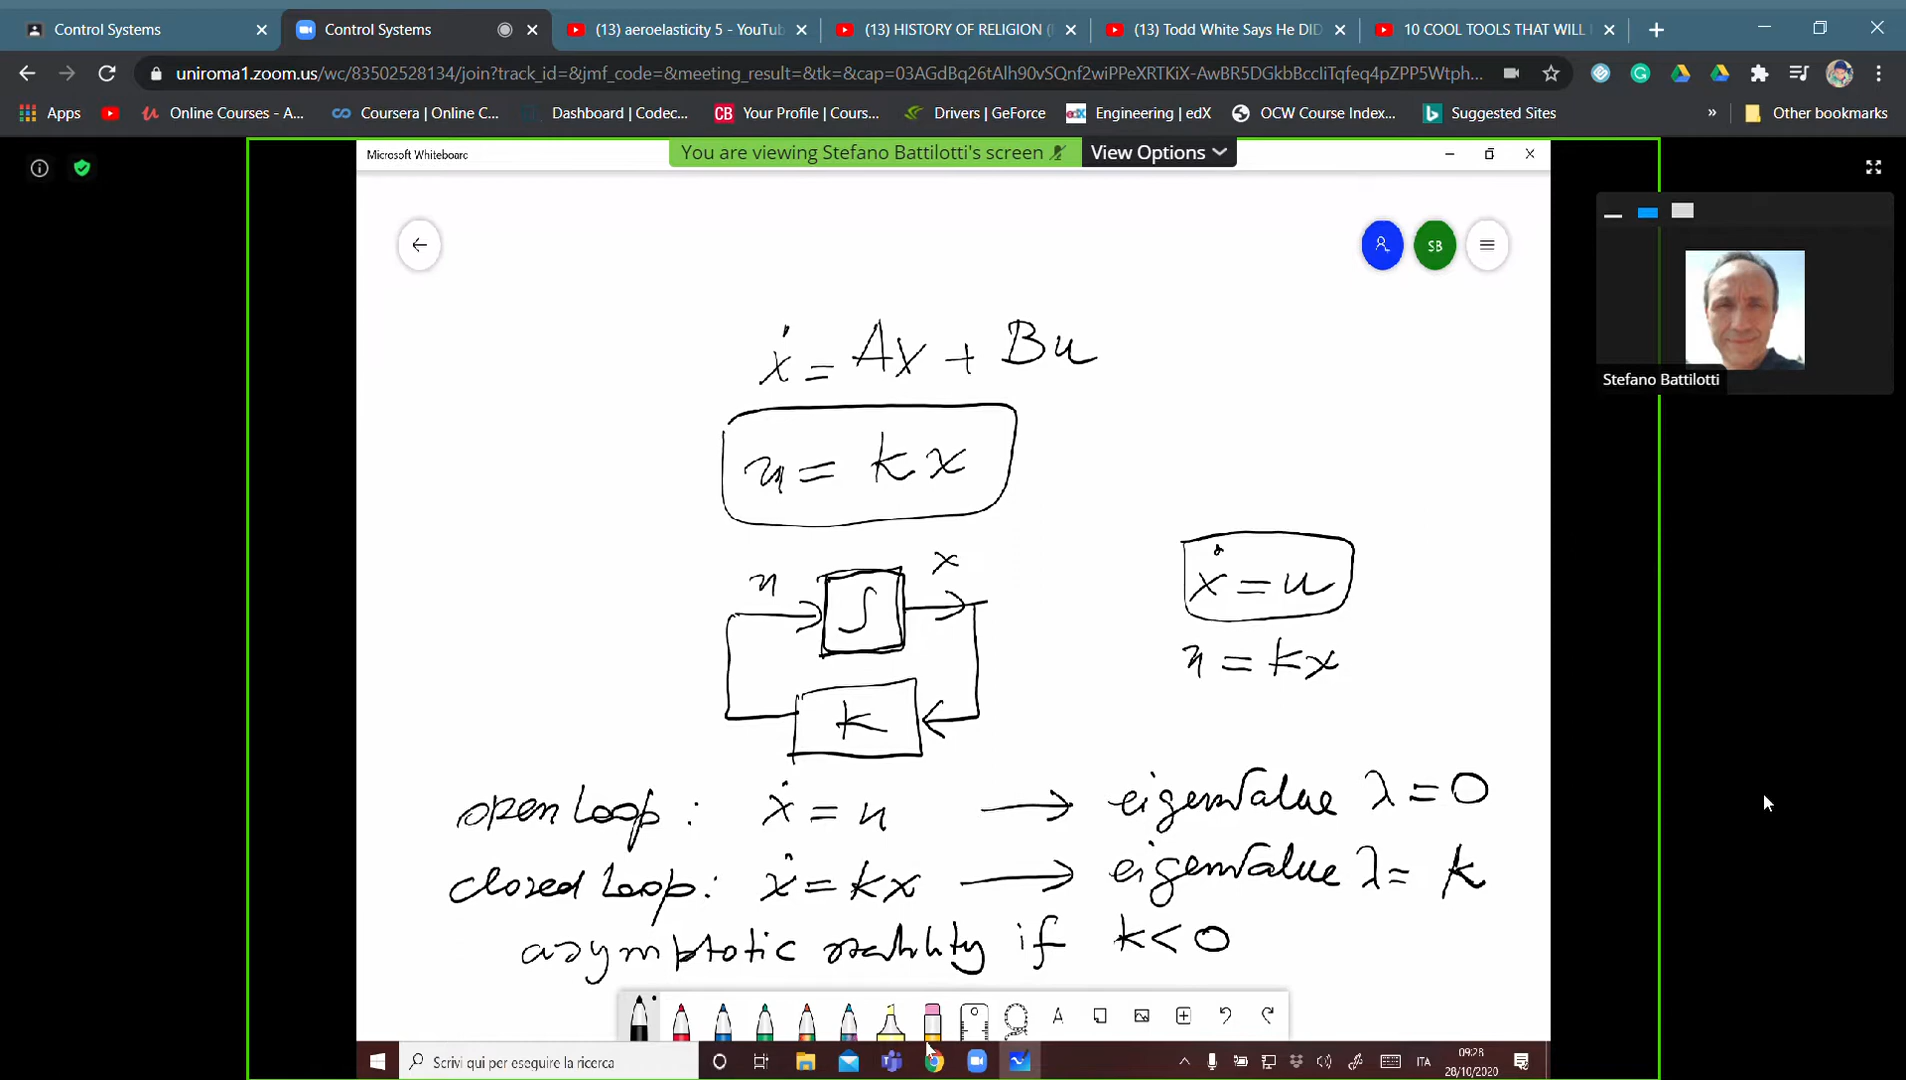 Control Systems
Control Systems
(13) aeroelasticity 5 - YouTub
(13) HISTORY OF RELIGION (
(13) Todd White Says He DID
10 COOL TOOLS THAT WILL
uniroma1.zoom.us/wc/83502528134/join?track_id=&jmf_code=&meeting_result=&tk=&cap=03AGdBq26tAlh90vSQnf2wiPPeXRTKiX-AwBR5DGkbBccIiTqfeq4pZPP5Wtph...
Apps
Online Courses - A...
Coursera | Online C...
Dashboard | Codec...
CB Your Profile | Cours...
Drivers | GeForce
edX Engineering | edX
OCW Course Index...
Suggested Sites
» Other bookmarks
Microsoft Whiteboard
You are viewing Stefano Battilotti's screen
View Options
SB
Stefano Battilotti
ẋ = Ax + Bu
u = kx
u ∫ x
k
ẋ = u
u = kx
open loop: ẋ = u → eigenvalue λ = 0
closed loop: ẋ = kx → eigenvalue λ = k
asymptotic stability if k < 0
A
Scrivi qui per eseguire la ricerca
ITA
09:28
28/10/2020